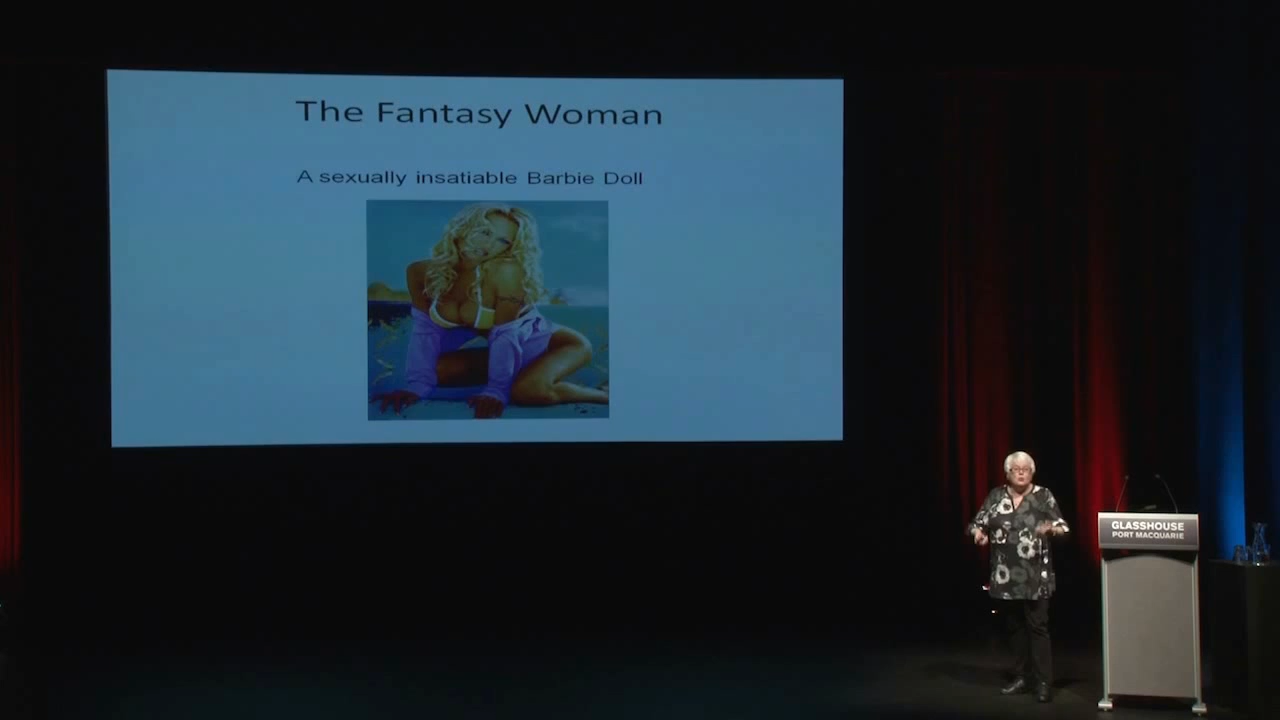 The Fantasy Woman
A sexually insatiable Barbie Doll
GLASSHOUSE
PORT MACQUARIE